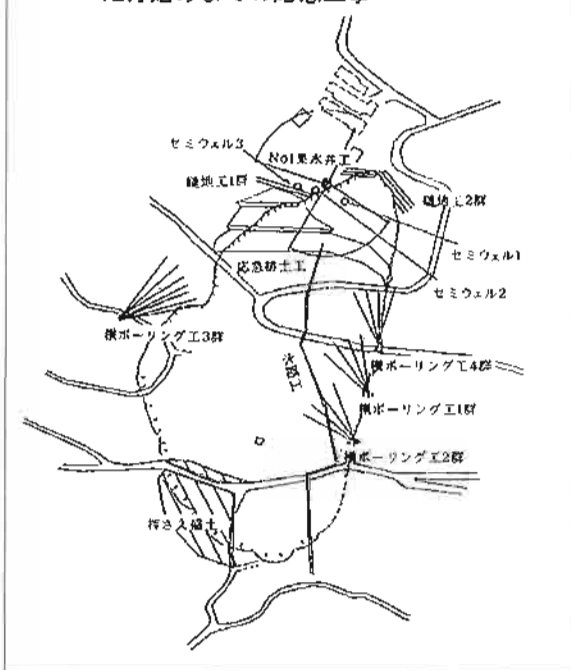 セミウェル3
No1集水井工
縫地工1群
縫地工2群
セミウェル1
応急排土工
セミウェル2
横ボーリング工3群
水路工
横ボーリング工4群
横ボーリング工1群
横ボーリング工2群
押さえ盛土